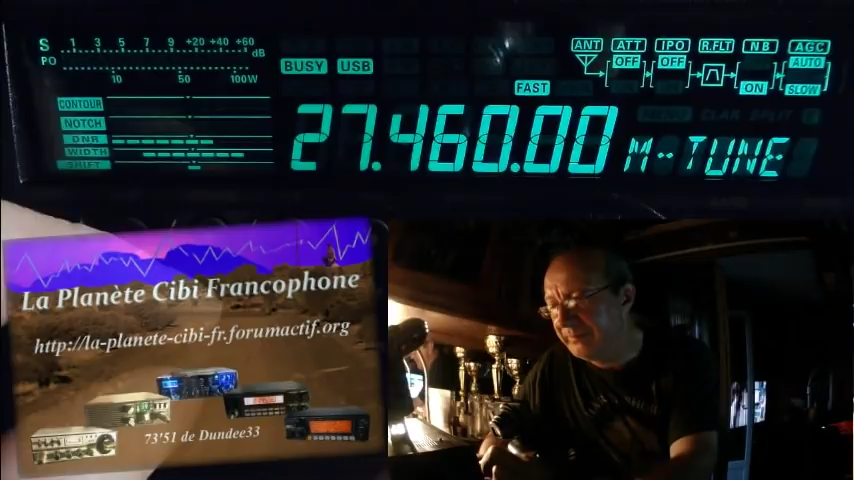 S 1 3 5 7 9 +20 +40 +60 dB
PO 10 50 100W
BUSY USB
ANT ATT IPO R.FLT NB AGC
OFF OFF AUTO
FAST ON SLOW
CONTOUR
NOTCH
DNR
WIDTH
SHIFT
27.460.00 M--TUNE
La Planète Cibi Francophone
http://la-planete-cibi-fr.forumactif.org
73'51 de Dundee33